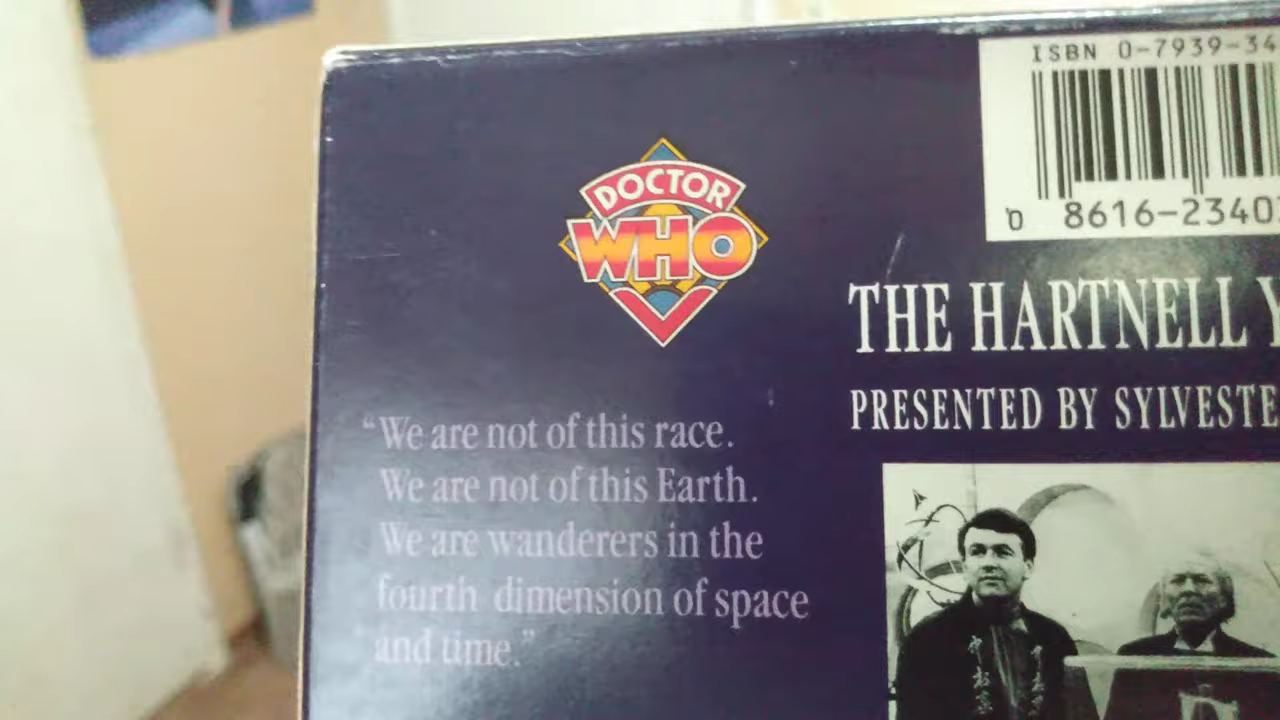 ISBN 0-7939-34
0 8616-2340
DOCTOR
WHO
THE HARTNELL Y
PRESENTED BY SYLVESTE
"We are not of this race.
We are not of this Earth.
We are wanderers in the
fourth dimension of space
and time."